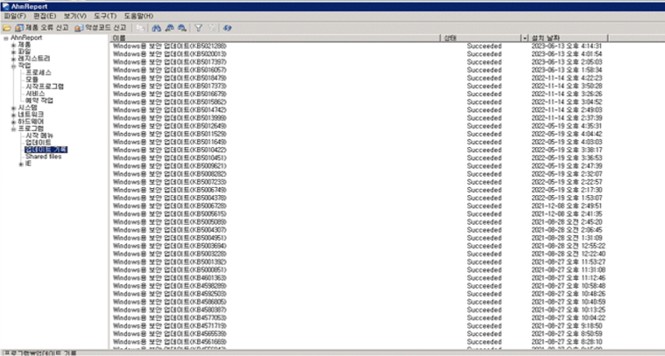 AhnReport
파일(F) 편집(E) 보기(V) 도구(T) 도움말(H)
제품 오류 신고 악성코드 신고
AhnReport
제품
파일
레지스트리
작업
프로세스
모듈
시작프로그램
서비스
예약 작업
시스템
네트워크
하드웨어
프로그램
시작 메뉴
업데이트
업데이트 기록
Shared files
IE
이름 상태 설치 날짜
Windows용 보안 업데이트(KB5021288) Succeeded 2023-06-13 오후 4:14:31
Windows용 보안 업데이트(KB5020013) Succeeded 2023-06-13 오후 4:01:54
Windows용 보안 업데이트(KB5017397) Succeeded 2023-06-13 오후 2:05:03
Windows용 보안 업데이트(KB5016057) Succeeded 2023-06-13 오후 1:58:34
Windows용 보안 업데이트(KB5010479) Succeeded 2022-11-14 오후 4:22:23
Windows용 보안 업데이트(KB5017373) Succeeded 2022-11-14 오후 3:50:28
Windows용 보안 업데이트(KB5016679) Succeeded 2022-11-14 오후 3:26:26
Windows용 보안 업데이트(KB5015862) Succeeded 2022-11-14 오후 3:04:52
Windows용 보안 업데이트(KB5014742) Succeeded 2022-11-14 오후 2:49:03
Windows용 보안 업데이트(KB5013999) Succeeded 2022-11-14 오후 2:37:39
Windows용 보안 업데이트(KB5012649) Succeeded 2022-05-19 오후 4:35:31
Windows용 보안 업데이트(KB5011529) Succeeded 2022-05-19 오후 4:04:42
Windows용 보안 업데이트(KB5011649) Succeeded 2022-05-19 오후 4:03:03
Windows용 보안 업데이트(KB5010422) Succeeded 2022-05-19 오후 3:38:17
Windows용 보안 업데이트(KB5010451) Succeeded 2022-05-19 오후 3:36:53
Windows용 보안 업데이트(KB5009621) Succeeded 2022-05-19 오후 2:47:39
Windows용 보안 업데이트(KB5008282) Succeeded 2022-05-19 오후 2:32:07
Windows용 보안 업데이트(KB5007233) Succeeded 2022-05-19 오후 2:22:57
Windows용 보안 업데이트(KB5006749) Succeeded 2022-05-19 오후 2:17:30
Windows용 보안 업데이트(KB5004378) Succeeded 2022-05-19 오후 1:53:07
Windows용 보안 업데이트(KB5006728) Succeeded 2021-12-08 오후 2:49:51
Windows용 보안 업데이트(KB5005615) Succeeded 2021-12-08 오후 2:41:35
Windows용 보안 업데이트(KB5005089) Succeeded 2021-08-28 오전 2:45:20
Windows용 보안 업데이트(KB5004307) Succeeded 2021-08-28 오전 2:06:45
Windows용 보안 업데이트(KB5004951) Succeeded 2021-08-28 오전 1:31:09
Windows용 보안 업데이트(KB5003694) Succeeded 2021-08-28 오전 12:55:22
Windows용 보안 업데이트(KB5003228) Succeeded 2021-08-28 오전 12:22:40
Windows용 보안 업데이트(KB5001392) Succeeded 2021-08-27 오후 11:53:27
Windows용 보안 업데이트(KB5000851) Succeeded 2021-08-27 오후 11:31:08
Windows용 보안 업데이트(KB4601363) Succeeded 2021-08-27 오후 11:12:46
Windows용 보안 업데이트(KB4598289) Succeeded 2021-08-27 오후 10:58:48
Windows용 보안 업데이트(KB4592503) Succeeded 2021-08-27 오후 10:48:26
Windows용 보안 업데이트(KB4586805) Succeeded 2021-08-27 오후 10:40:59
Windows용 보안 업데이트(KB4580387) Succeeded 2021-08-27 오후 10:13:25
Windows용 보안 업데이트(KB4577053) Succeeded 2021-08-27 오후 10:04:22
Windows용 보안 업데이트(KB4571719) Succeeded 2021-08-27 오후 9:18:50
Windows용 보안 업데이트(KB4565539) Succeeded 2021-08-27 오후 8:50:59
Windows용 보안 업데이트(KB4561669) Succeeded 2021-08-27 오후 8:28:10